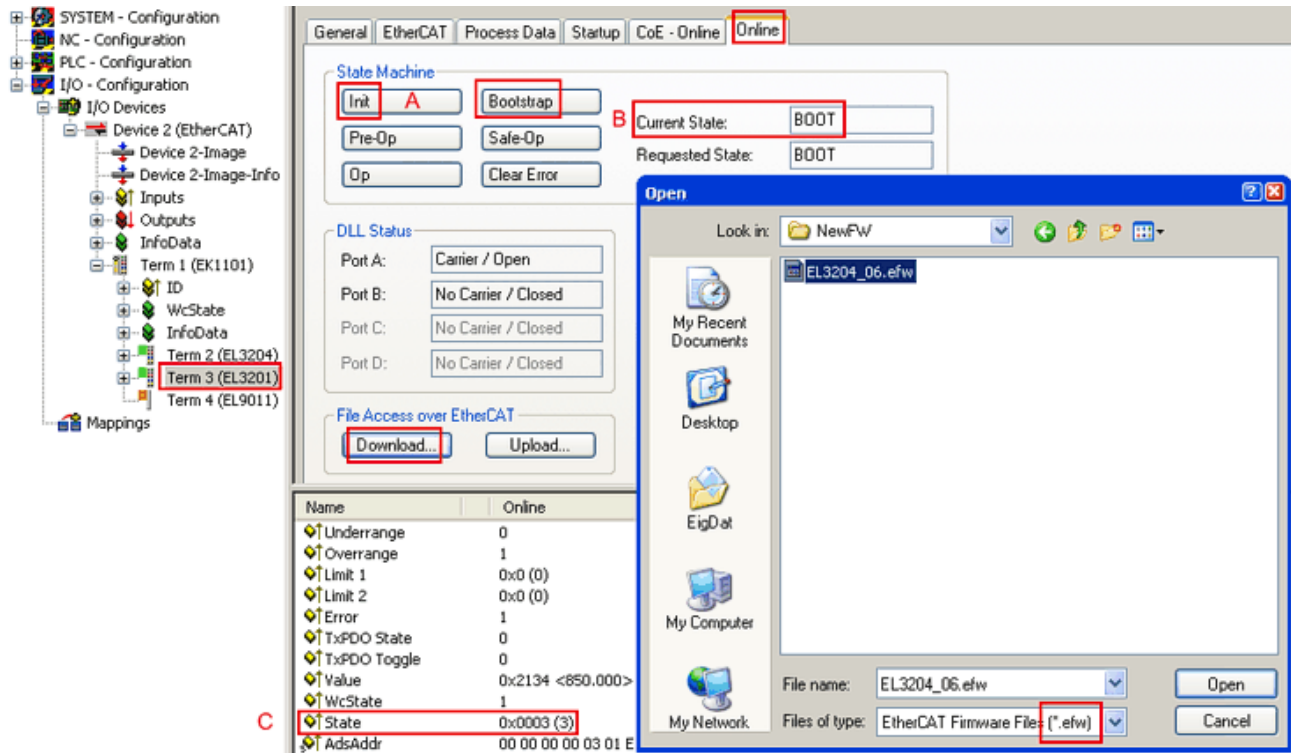 SYSTEM - Configuration
NC - Configuration
PLC - Configuration
I/O - Configuration
I/O Devices
Device 2 (EtherCAT)
Device 2-Image
Device 2-Image-Info
Inputs
Outputs
InfoData
Term 1 (EK1101)
ID
WcState
InfoData
Term 2 (EL3204)
Term 3 (EL3201)
Term 4 (EL9011)
Mappings
General EtherCAT Process Data Startup CoE - Online Online
State Machine
Init A Bootstrap
Pre-Op Safe-Op
Op Clear Error
B Current State: BOOT
Requested State: BOOT
DLL Status
Port A: Carrier / Open
Port B: No Carrier / Closed
Port C: No Carrier / Closed
Port D: No Carrier / Closed
File Access over EtherCAT
Download... Upload...
Name Online
Underrange 0
Overrange 1
Limit 1 0x0 (0)
Limit 2 0x0 (0)
Error 1
TxPDO State 0
TxPDO Toggle 0
Value 0x2134 <850.000>
WcState 1
C State 0x0003 (3)
AdsAddr 00 00 00 00 03 01 E
Open
Look in: NewFW
EL3204_06.efw
My Recent
Documents
Desktop
EigDat
My Computer
My Network
File name: EL3204_06.efw Open
Files of type: EtherCAT Firmware Files (*.efw) Cancel